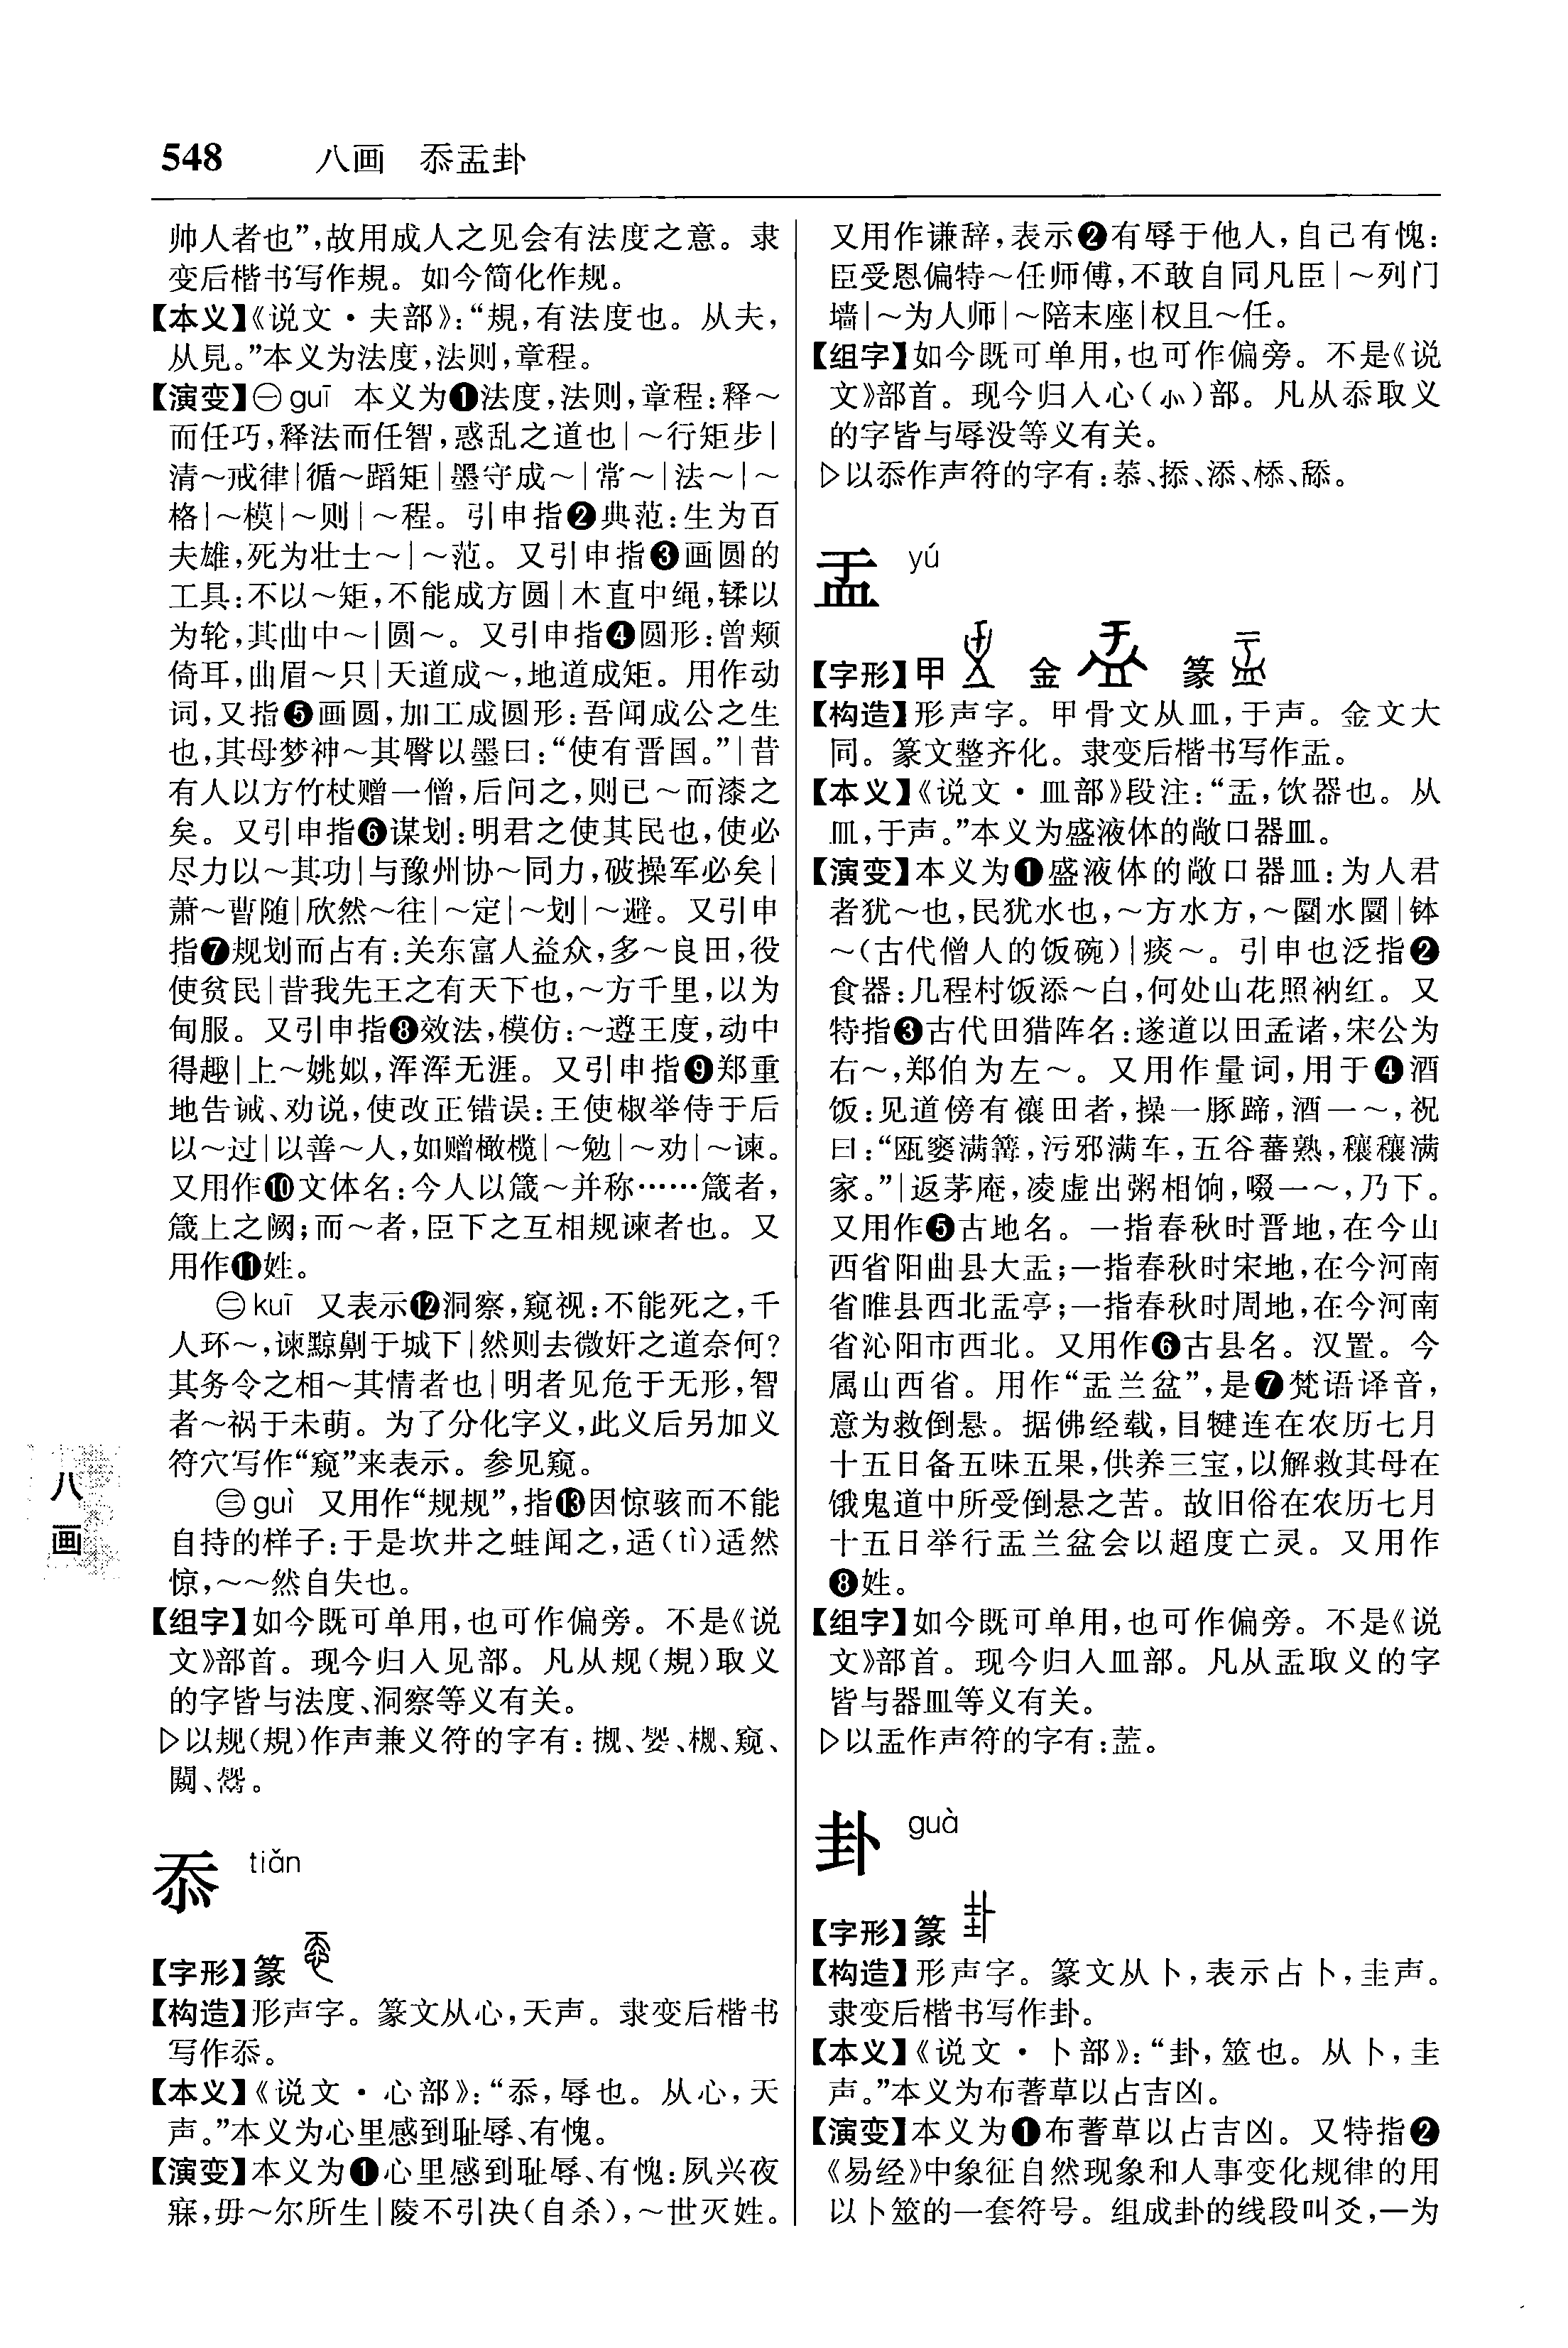 548 八画 忝盂卦
帅人者也”,故用成人之见会有法度之意。隶
变后楷书写作規。如今简化作规。
【本义】《说文·夫部》:“規,有法度也。从夫,
从見。”本义为法度,法则,章程。
【演变】㊀guī 本义为❶法度,法则,章程:释～
而任巧,释法而任智,惑乱之道也|～行矩步|
清～戒律|循～蹈矩|墨守成～|常～|法～|～
格|～模|～则|～程。引申指❷典范:生为百
夫雄,死为壮士～|～范。又引申指❸画圆的
工具:不以～矩,不能成方圆|木直中绳,輮以
为轮,其曲中～|圆～。又引申指❹圆形:曾颊
倚耳,曲眉～只|天道成～,地道成矩。用作动
词,又指❺画圆,加工成圆形:吾闻成公之生
也,其母梦神～其臀以墨曰:“使有晋国。”|昔
有人以方竹杖赠一僧,后问之,则已～而漆之
矣。又引申指❻谋划:明君之使其民也,使必
尽力以～其功|与豫州协～同力,破操军必矣|
萧～曹随|欣然～往|～定|～划|～避。又引申
指❼规划而占有:关东富人益众,多～良田,役
使贫民|昔我先王之有天下也,～方千里,以为
甸服。又引申指❽效法,模仿:～遵王度,动中
得趣|上～姚姒,浑浑无涯。又引申指❾郑重
地告诫、劝说,使改正错误:王使椒举侍于后
以～过|以善～人,如赠橄榄|～勉|～劝|～谏。
又用作❿文体名:今人以箴～并称……箴者,
箴上之阙;而～者,臣下之互相规谏者也。又
用作⓫姓。
㊁kuī 又表示⓬洞察,窥视:不能死之,千
人环～,谏黥劓于城下|然则去微奸之道奈何?
其务令之相～其情者也|明者见危于无形,智
者～祸于未萌。为了分化字义,此义后另加义
符穴写作“窥”来表示。参见窥。
㊂guì 又用作“规规”,指⓭因惊骇而不能
自持的样子:于是坎井之蛙闻之,适(tì)适然
惊,～～然自失也。
【组字】如今既可单用,也可作偏旁。不是《说
文》部首。现今归入见部。凡从规(規)取义
的字皆与法度、洞察等义有关。
▷以规(規)作声兼义符的字有:摫、嫢、槻、窥、
闚、
忝 tiǎn
【字形】篆
【构造】形声字。篆文从心,天声。隶变后楷书
写作忝。
【本义】《说文·心部》:“忝,辱也。从心,天
声。”本义为心里感到耻辱、有愧。
【演变】本义为❶心里感到耻辱、有愧:夙兴夜
寐,毋～尔所生|陵不引决(自杀),～世灭姓。
又用作谦辞,表示❷有辱于他人,自己有愧:
臣受恩偏特～任师傅,不敢自同凡臣|～列门
墙|～为人师|～陪末座|权且～任。
【组字】如今既可单用,也可作偏旁。不是《说
文》部首。现今归入心(㣺)部。凡从忝取义
的字皆与辱没等义有关。
▷以忝作声符的字有:菾、掭、添、㮇、舔。
盂 yú
【字形】甲 金 篆
【构造】形声字。甲骨文从皿,于声。金文大
同。篆文整齐化。隶变后楷书写作盂。
【本义】《说文·皿部》段注:“盂,饮器也。从
皿,于声。”本义为盛液体的敞口器皿。
【演变】本义为❶盛液体的敞口器皿:为人君
者犹～也,民犹水也,～方水方,～圜水圜|钵
～(古代僧人的饭碗)|痰～。引申也泛指❷
食器:几程村饭添～白,何处山花照衲红。又
特指❸古代田猎阵名:遂道以田孟诸,宋公为
右～,郑伯为左～。又用作量词,用于❹酒
饭:见道傍有禳田者,操一豚蹄,酒一～,祝
曰:“瓯窭满篝,污邪满车,五谷蕃熟,穰穰满
家。”|返茅庵,凌虚出粥相饷,啜一～,乃下。
又用作❺古地名。一指春秋时晋地,在今山
西省阳曲县大盂;一指春秋时宋地,在今河南
省睢县西北盂亭;一指春秋时周地,在今河南
省沁阳市西北。又用作❻古县名。汉置。今
属山西省。用作“盂兰盆”,是❼梵语译音,
意为救倒悬。据佛经载,目犍连在农历七月
十五日备五味五果,供养三宝,以解救其母在
饿鬼道中所受倒悬之苦。故旧俗在农历七月
十五日举行盂兰盆会以超度亡灵。又用作
❽姓。
【组字】如今既可单用,也可作偏旁。不是《说
文》部首。现今归入皿部。凡从盂取义的字
皆与器皿等义有关。
▷以盂作声符的字有:
卦 guà
【字形】篆
【构造】形声字。篆文从卜,表示占卜,圭声。
隶变后楷书写作卦。
【本义】《说文·卜部》:“卦,筮也。从卜,圭
声。”本义为布蓍草以占吉凶。
【演变】本义为❶布蓍草以占吉凶。又特指❷
《易经》中象征自然现象和人事变化规律的用
以卜筮的一套符号。组成卦的线段叫爻,—为
八画